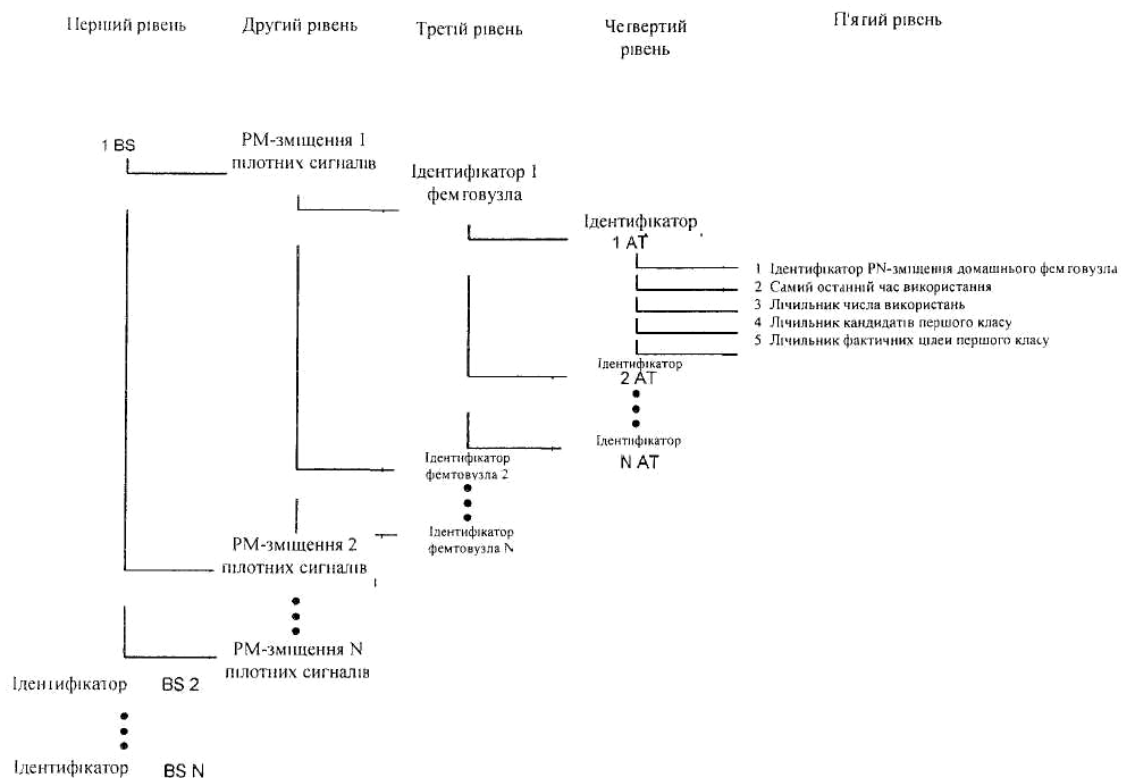 Перший рівень
Другий рівень
Третій рівень
Четвертий
рівень
П'ятий рівень
1 BS
РМ-зміщення 1
пілотних сигналів
Ідентифікатор 1
фемтовузла
Ідентифікатор
1 AT
1 Ідентифікатор PN-зміщення домашнього фемтовузла
2 Самий останній час використання
3 Лічильник числа використань
4 Лічильник кандидатів першого класу
5 Лічильник фактичних цілей першого класу
Ідентифікатор
2 AT
Ідентифікатор
N AT
Ідентифікатор
фемтовузла 2
Ідентифікатор
фемтовузла N
РМ-зміщення 2
пілотних сигналів
РМ-зміщення N
пілотних сигналів
Ідентифікатор BS 2
Ідентифікатор BS N